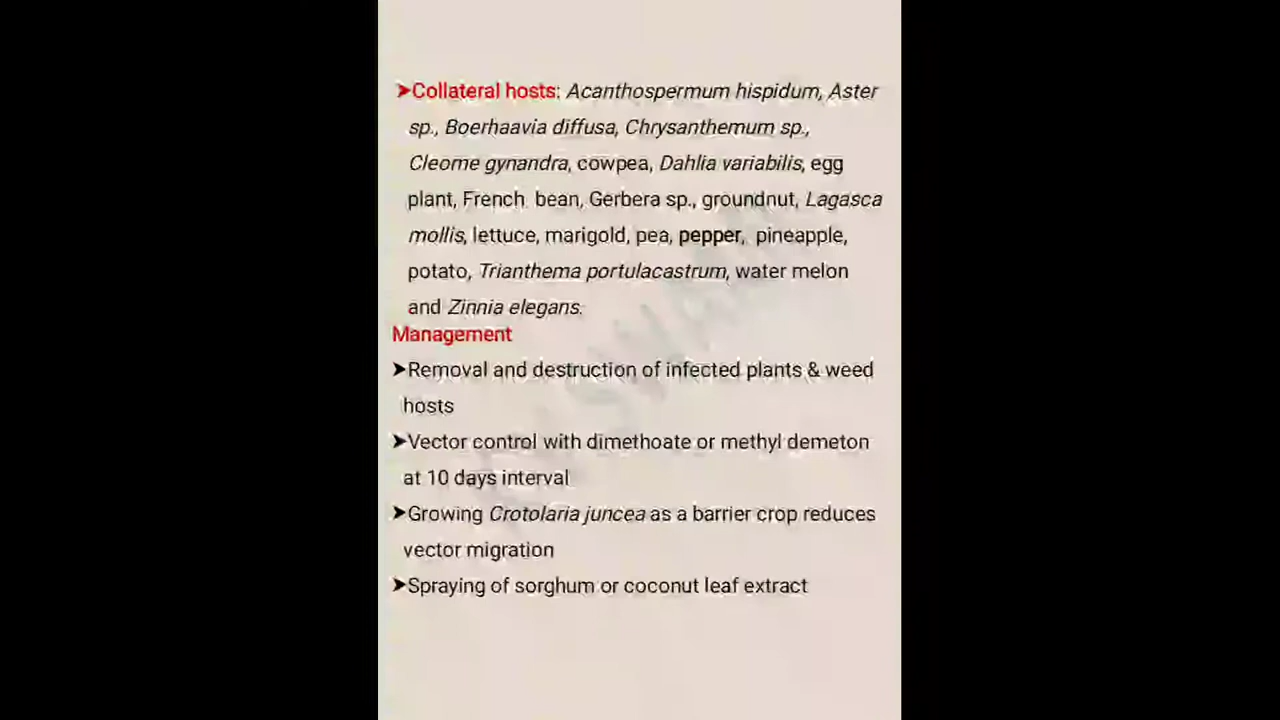 ➤Collateral hosts: Acanthospermum hispidum, Aster
sp., Boerhaavia diffusa, Chrysanthemum sp.,
Cleome gynandra, cowpea, Dahlia variabilis, egg
plant, French bean, Gerbera sp., groundnut, Lagasca
mollis, lettuce, marigold, pea, pepper, pineapple,
potato, Trianthema portulacastrum, water melon
and Zinnia elegans.
Management
➤Removal and destruction of infected plants & weed
hosts
➤Vector control with dimethoate or methyl demeton
at 10 days interval
➤Growing Crotolaria juncea as a barrier crop reduces
vector migration
➤Spraying of sorghum or coconut leaf extract